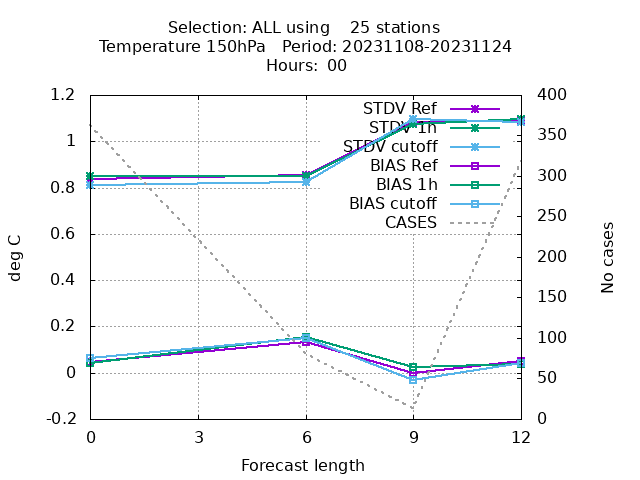 Selection: ALL using    25 stations
Temperature 150hPa   Period: 20231108-20231124
Hours:  00
1.2
1
0.8
0.6
0.4
0.2
0
-0.2
400
350
300
250
200
150
100
50
0
STDV Ref
STDV 1h
STDV cutoff
BIAS Ref
BIAS 1h
BIAS cutoff
CASES
deg C
No cases
0 3 6 9 12
Forecast length